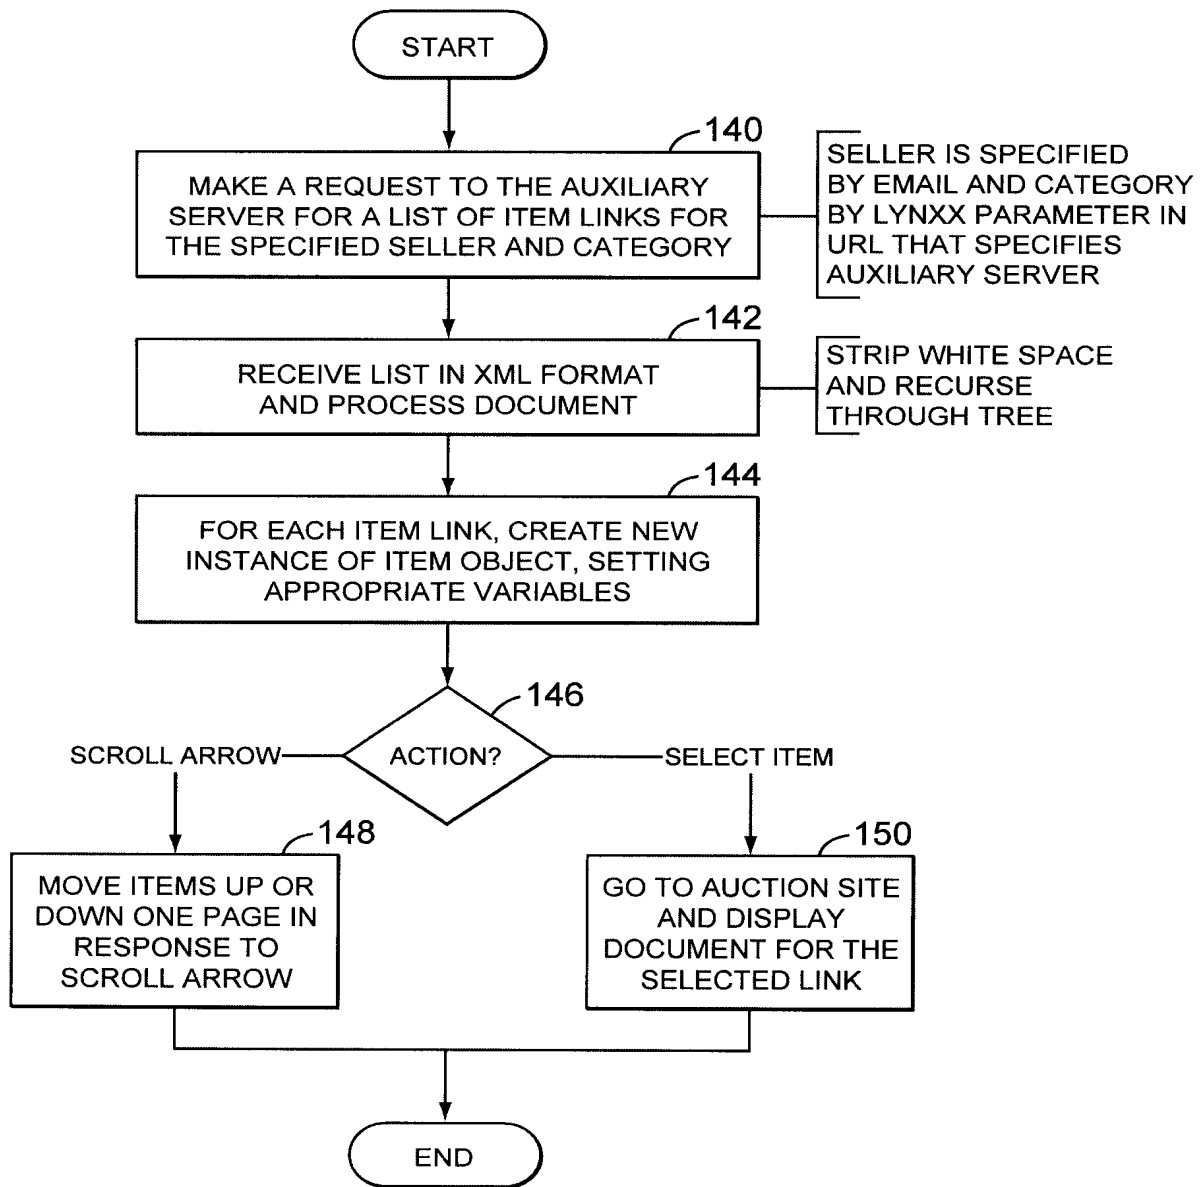 START
140
MAKE A REQUEST TO THE AUXILIARY
SERVER FOR A LIST OF ITEM LINKS FOR
THE SPECIFIED SELLER AND CATEGORY
SELLER IS SPECIFIED
BY EMAIL AND CATEGORY
BY LYNXX PARAMETER IN
URL THAT SPECIFIES
AUXILIARY SERVER
142
RECEIVE LIST IN XML FORMAT
AND PROCESS DOCUMENT
STRIP WHITE SPACE
AND RECURSE
THROUGH TREE
144
FOR EACH ITEM LINK, CREATE NEW
INSTANCE OF ITEM OBJECT, SETTING
APPROPRIATE VARIABLES
146
SCROLL ARROW
ACTION?
SELECT ITEM
148
MOVE ITEMS UP OR
DOWN ONE PAGE IN
RESPONSE TO
SCROLL ARROW
150
GO TO AUCTION SITE
AND DISPLAY
DOCUMENT FOR THE
SELECTED LINK
END